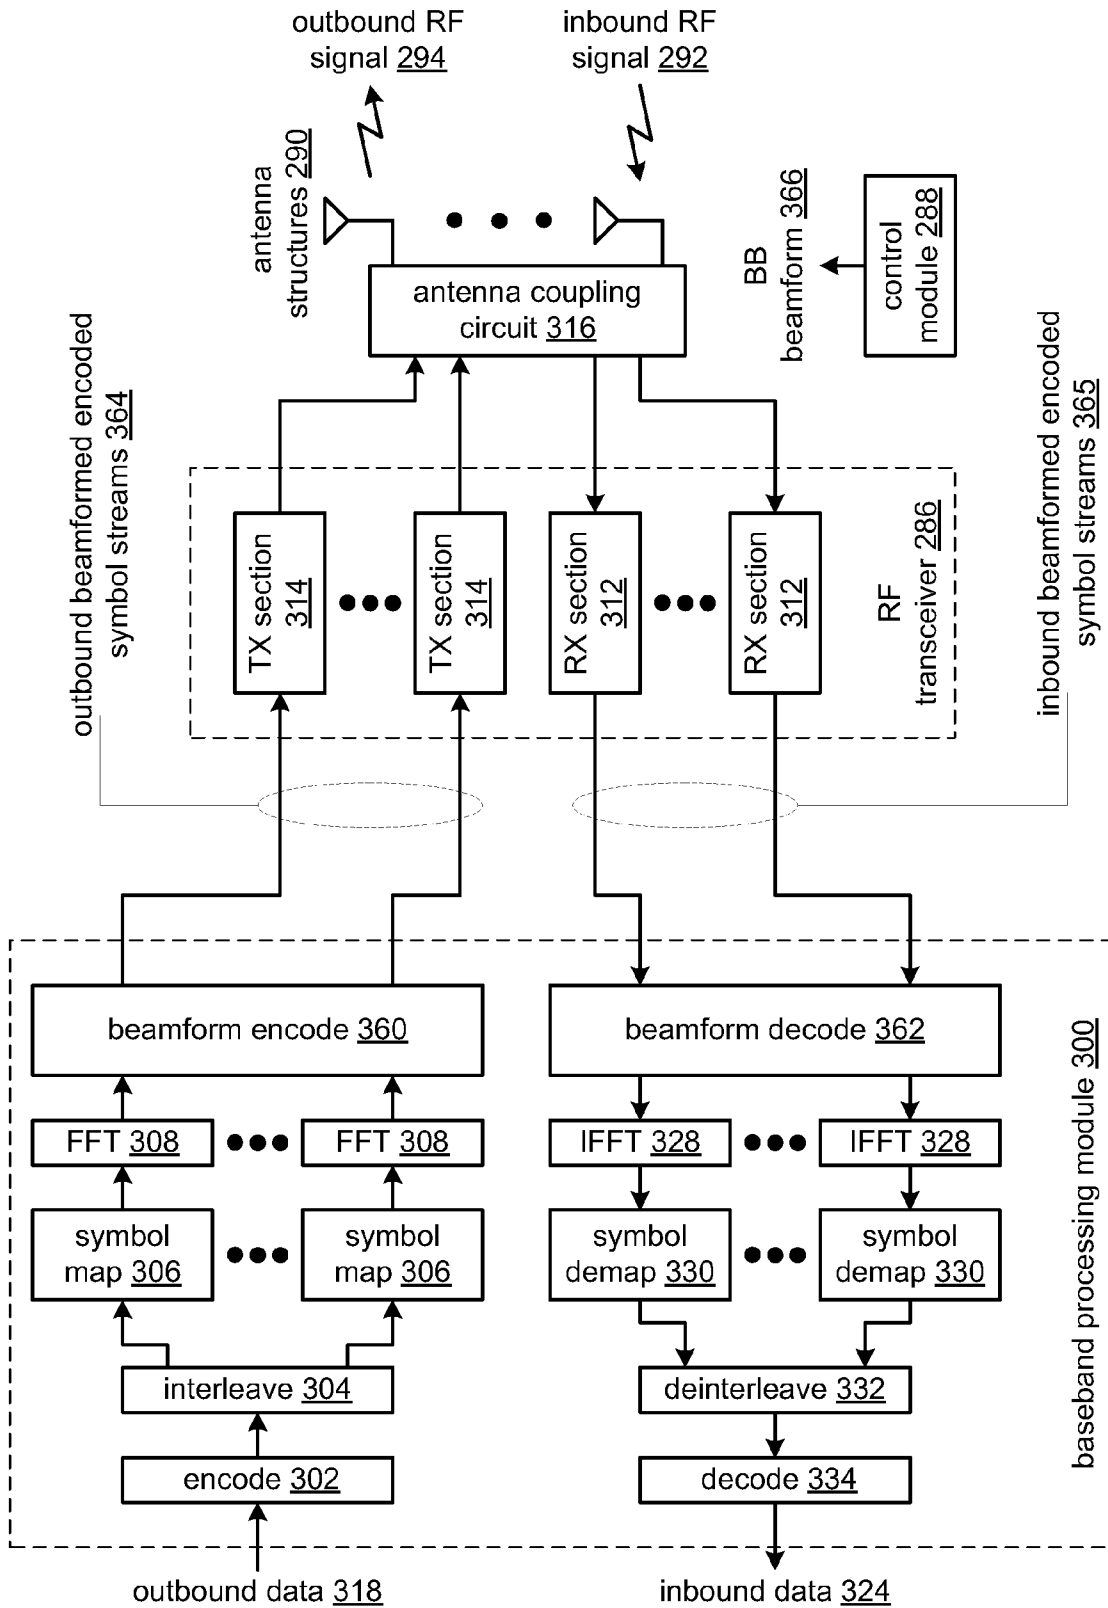 outbound RF
signal 294
inbound RF
signal 292
antenna
structures 290
antenna coupling
circuit 316
BB
beamform 366
control
module 288
outbound beamformed encoded
symbol streams 364
inbound beamformed encoded
symbol streams 365
TX section
314
TX section
314
RX section
312
RX section
312
RF
transceiver 286
beamform encode 360
beamform decode 362
FFT 308
FFT 308
IFFT 328
IFFT 328
symbol
map 306
symbol
map 306
symbol
demap 330
symbol
demap 330
interleave 304
deinterleave 332
encode 302
decode 334
baseband processing module 300
outbound data 318
inbound data 324